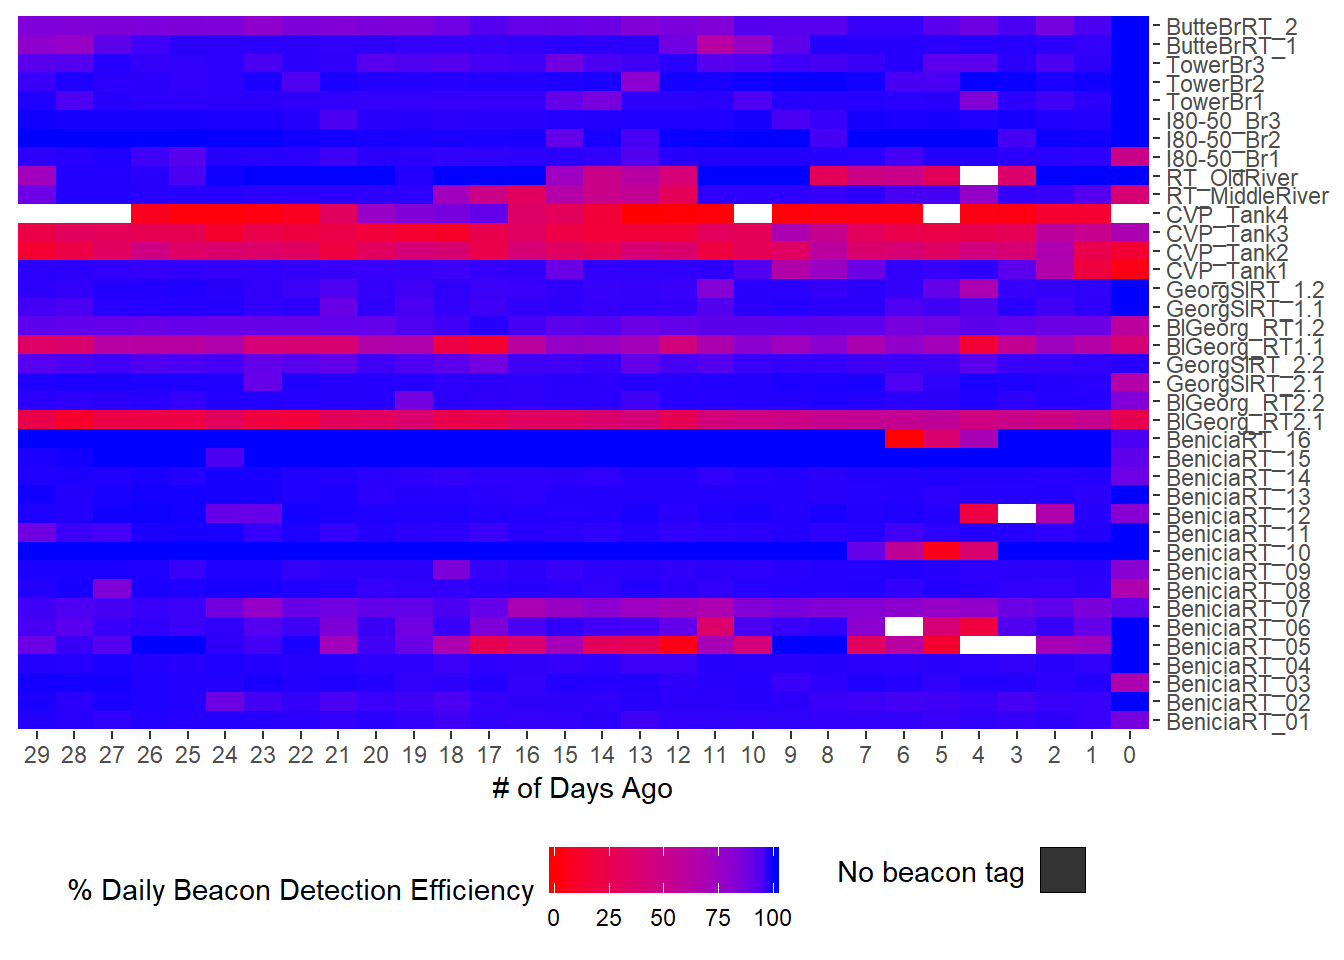 ButteBrRT_2
ButteBrRT_1
TowerBr3
TowerBr2
TowerBr1
I80-50_Br3
I80-50_Br2
I80-50_Br1
RT_OldRiver
RT_MiddleRiver
CVP_Tank4
CVP_Tank3
CVP_Tank2
CVP_Tank1
GeorgSlRT_1.2
GeorgSlRT_1.1
BlGeorg_RT1.2
BlGeorg_RT1.1
GeorgSlRT_2.2
GeorgSlRT_2.1
BlGeorg_RT2.2
BlGeorg_RT2.1
BeniciaRT_16
BeniciaRT_15
BeniciaRT_14
BeniciaRT_13
BeniciaRT_12
BeniciaRT_11
BeniciaRT_10
BeniciaRT_09
BeniciaRT_08
BeniciaRT_07
BeniciaRT_06
BeniciaRT_05
BeniciaRT_04
BeniciaRT_03
BeniciaRT_02
BeniciaRT_01
29 28 27 26 25 24 23 22 21 20 19 18 17 16 15 14 13 12 11 10 9 8 7 6 5 4 3 2 1 0
# of Days Ago
% Daily Beacon Detection Efficiency
0 25 50 75 100
No beacon tag